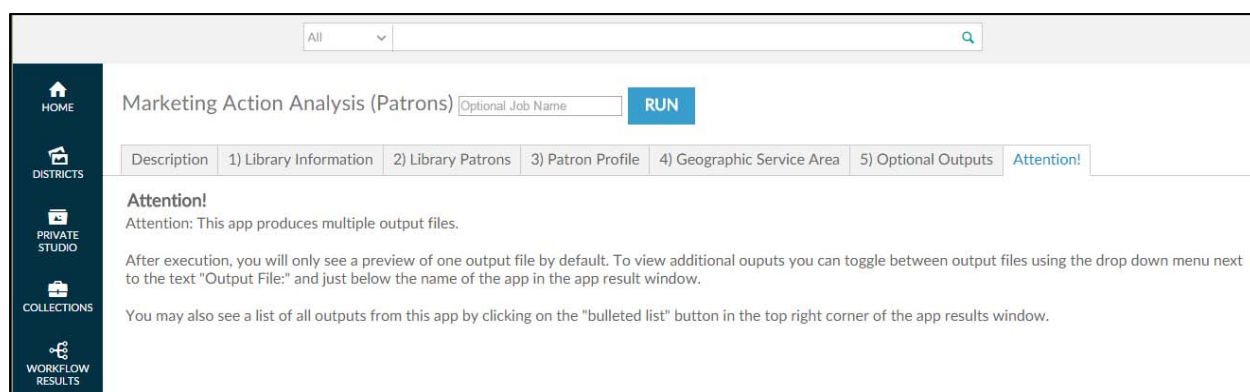 All
HOME
Marketing Action Analysis (Patrons) Optional Job Name RUN
DISTRICTS
Description 1) Library Information 2) Library Patrons 3) Patron Profile 4) Geographic Service Area 5) Optional Outputs Attention!
PRIVATE
STUDIO
COLLECTIONS
WORKFLOW
RESULTS
Attention!
Attention: This app produces multiple output files.
After execution, you will only see a preview of one output file by default. To view additional ouputs you can toggle between output files using the drop down menu next
to the text "Output File:" and just below the name of the app in the app result window.
You may also see a list of all outputs from this app by clicking on the "bulleted list" button in the top right corner of the app results window.